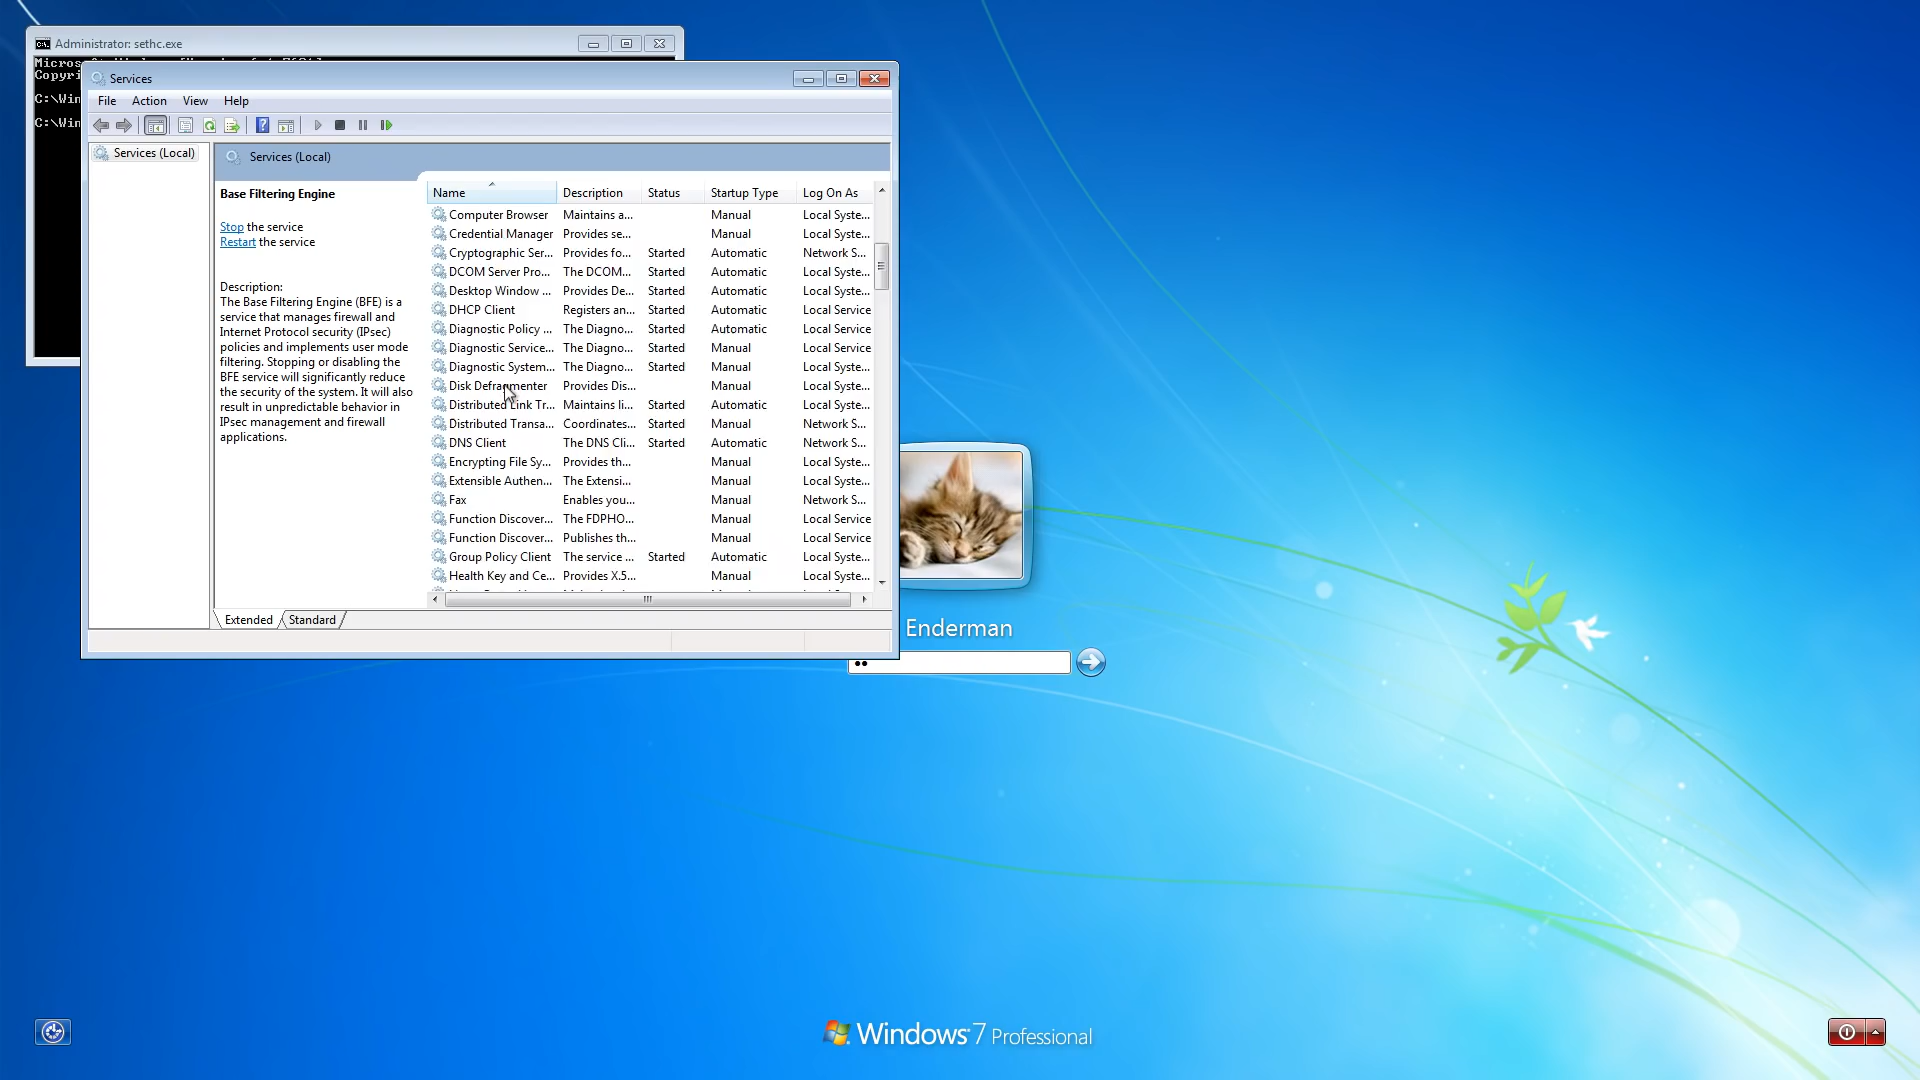 Administrator: sethc.exe
Copyri
C:\Win
C:\Win
Services
File Action View Help
Services (Local)
Services (Local)
Base Filtering Engine
Stop the service
Restart the service
Description:
The Base Filtering Engine (BFE) is a
service that manages firewall and
Internet Protocol security (IPsec)
policies and implements user mode
filtering. Stopping or disabling the
BFE service will significantly reduce
the security of the system. It will also
result in unpredictable behavior in
IPsec management and firewall
applications.
Name Description Status Startup Type Log On As
Computer Browser Maintains a... Manual Local Syste...
Credential Manager Provides se... Manual Local Syste...
Cryptographic Ser... Provides fo... Started Automatic Network S...
DCOM Server Pro... The DCOM... Started Automatic Local Syste...
Desktop Window ... Provides De... Started Automatic Local Syste...
DHCP Client Registers an... Started Automatic Local Service
Diagnostic Policy ... The Diagno... Started Automatic Local Service
Diagnostic Service... The Diagno... Started Manual Local Service
Diagnostic System... The Diagno... Started Manual Local Syste...
Disk Defragmenter Provides Dis... Manual Local Syste...
Distributed Link Tr... Maintains li... Started Automatic Local Syste...
Distributed Transa... Coordinates... Started Manual Network S...
DNS Client The DNS Cli... Started Automatic Network S...
Encrypting File Sy... Provides th... Manual Local Syste...
Extensible Authen... The Extensi... Manual Local Syste...
Fax Enables you... Manual Network S...
Function Discover... The FDPHO... Manual Local Service
Function Discover... Publishes th... Manual Local Service
Group Policy Client The service ... Started Automatic Local Syste...
Health Key and Ce... Provides X.5... Manual Local Syste...
Extended Standard
Enderman
Windows 7 Professional